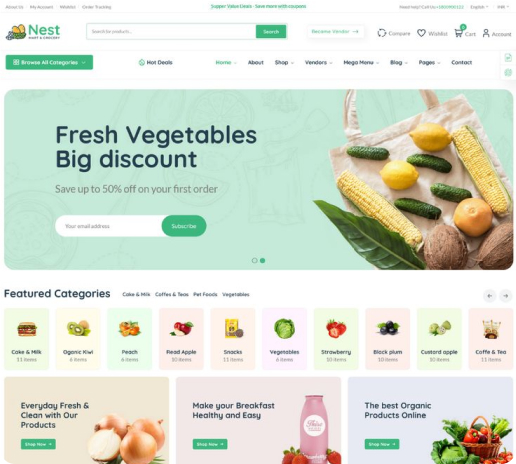 About Us My Account Wishlist Order Tracking
Supper Value Deals - Save more with coupons
Need help? Call Us:
English
INR
Nest
MART & GROCERY
Search for products...
Search
Become Vendor →
Compare
Wishlist
Cart
Account
Browse All Categories
Hot Deals
Home
About
Shop
Vendors
Mega Menu
Blog
Pages
Contact
Fresh Vegetables
Big discount
Save up to 50% off on your first order
Your email address
Subscribe
Featured Categories
Cake & Milk Coffes & Teas Pet Foods Vegetables
Cake & Milk
11 items
Oganic Kiwi
6 items
Peach
6 items
Read Apple
10 items
Snacks
11 items
Vegetables
6 items
Strawberry
10 items
Black plum
10 items
Custard apple
10 items
Coffe & Tea
11 items
Everyday Fresh &
Clean with Our
Products
Shop Now →
Make your Breakfast
Healthy and Easy
Shop Now →
The best Organic
Products Online
Shop Now →